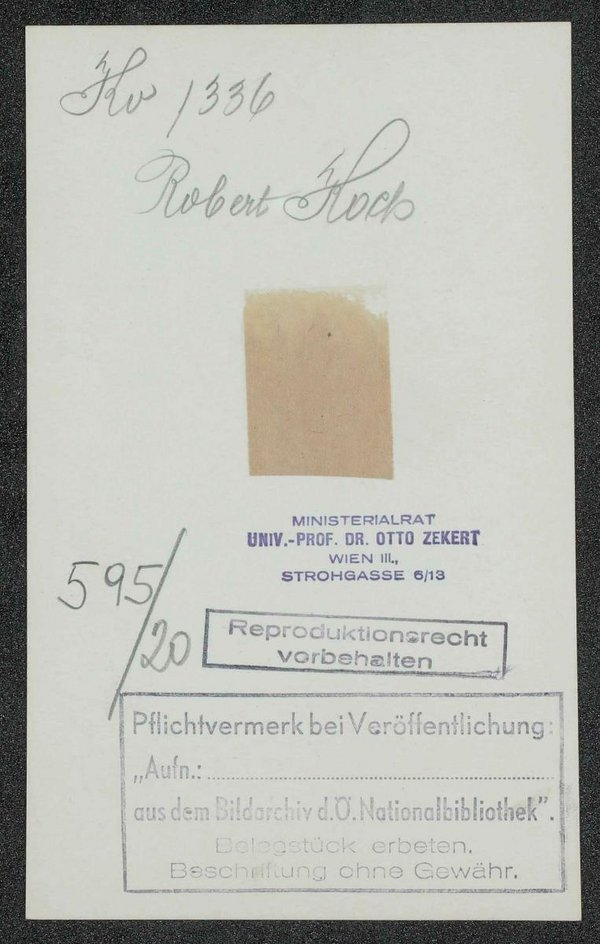 Ko 1336
Robert Koch
MINISTERIALRAT
UNIV.-PROF. DR. OTTO ZEKERT
WIEN III.,
STROHGASSE 6/13
595/20
Reproduktionsrecht
vorbehalten
Pflichtvermerk bei Veröffentlichung:
„Aufn.:
aus dem Bildarchiv d. Ö. Nationalbibliothek".
Belegstück erbeten.
Beschriftung ohne Gewähr.